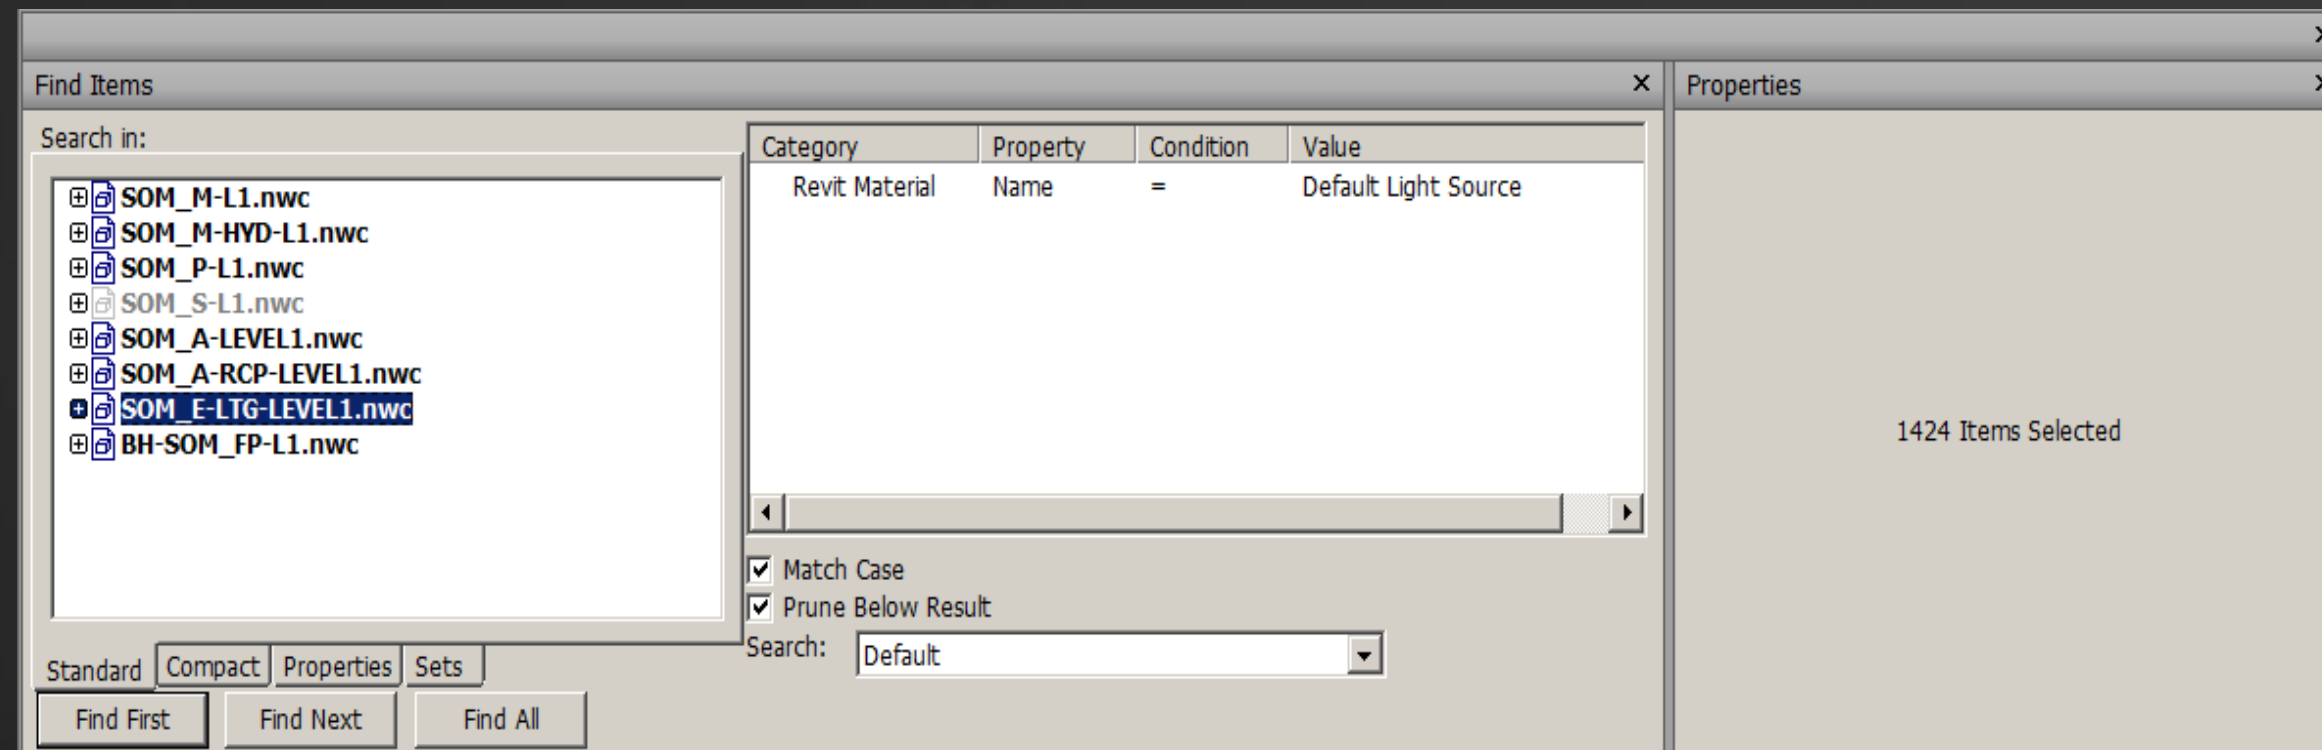 Find Items
Properties
Search in:
SOM_M-L1.nwc
SOM_M-HYD-L1.nwc
SOM_P-L1.nwc
SOM_S-L1.nwc
SOM_A-LEVEL1.nwc
SOM_A-RCP-LEVEL1.nwc
SOM_E-LTG-LEVEL1.nwc
BH-SOM_FP-L1.nwc
Standard Compact Properties Sets
Find First Find Next Find All
Category Property Condition Value
Revit Material Name = Default Light Source
Match Case
Prune Below Result
Search: Default
1424 Items Selected